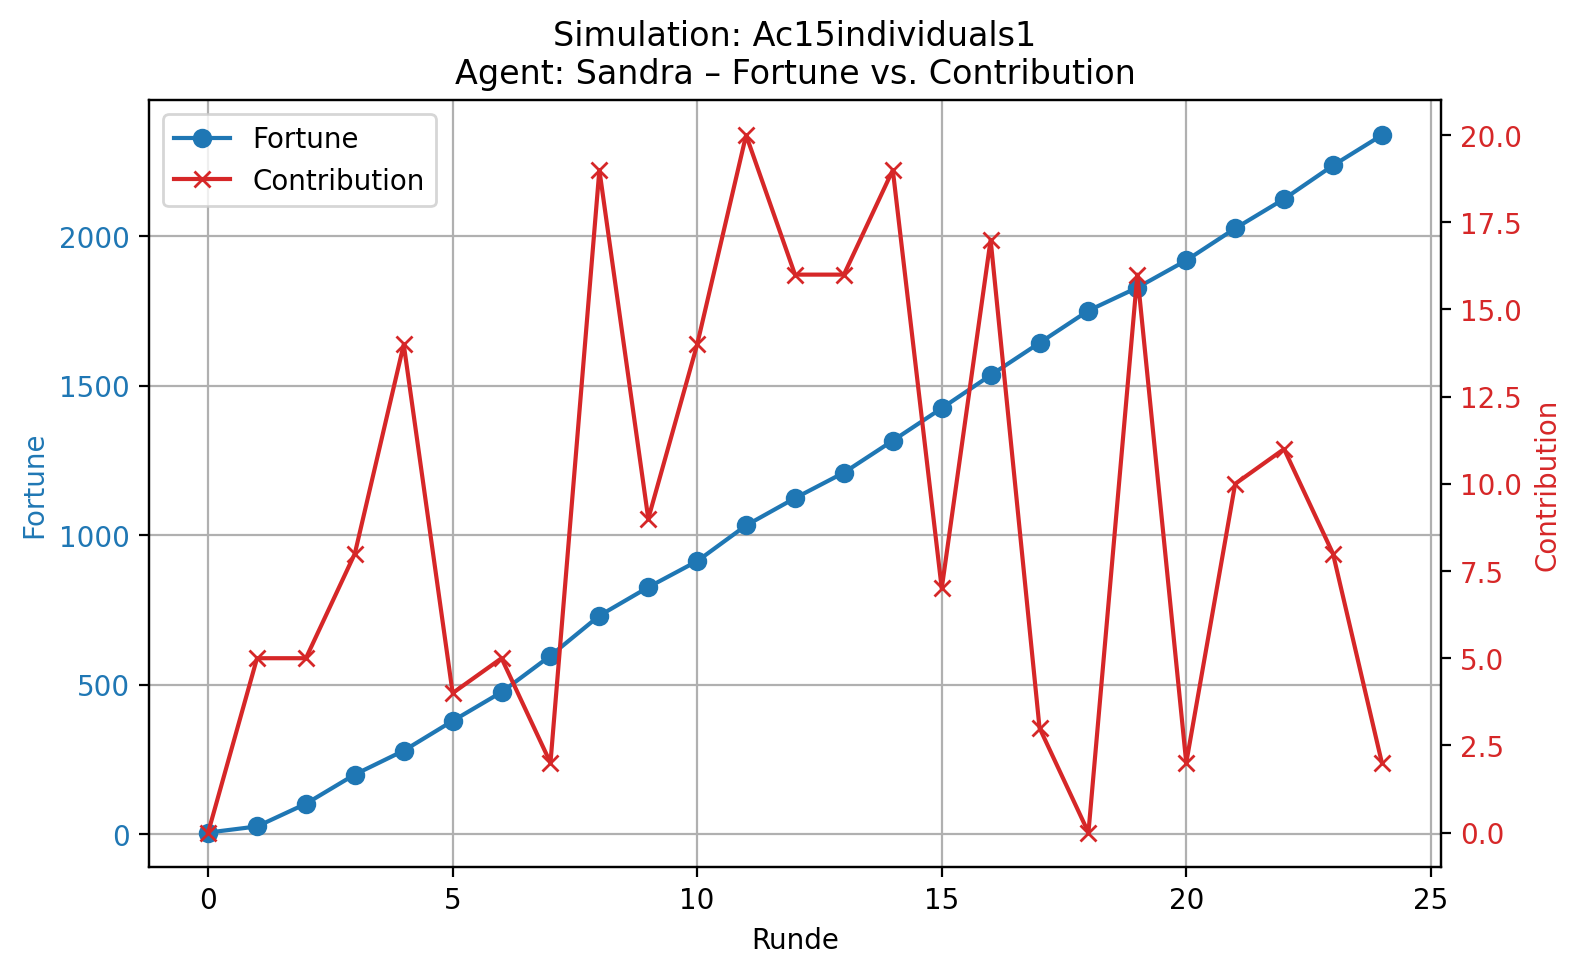 Simulation: Ac15individuals1
Agent: Sandra – Fortune vs. Contribution
Fortune
Contribution
2000
1500
1000
500
0
Fortune
20.0
17.5
15.0
12.5
10.0
7.5
5.0
2.5
0.0
Contribution
0 5 10 15 20 25
Runde